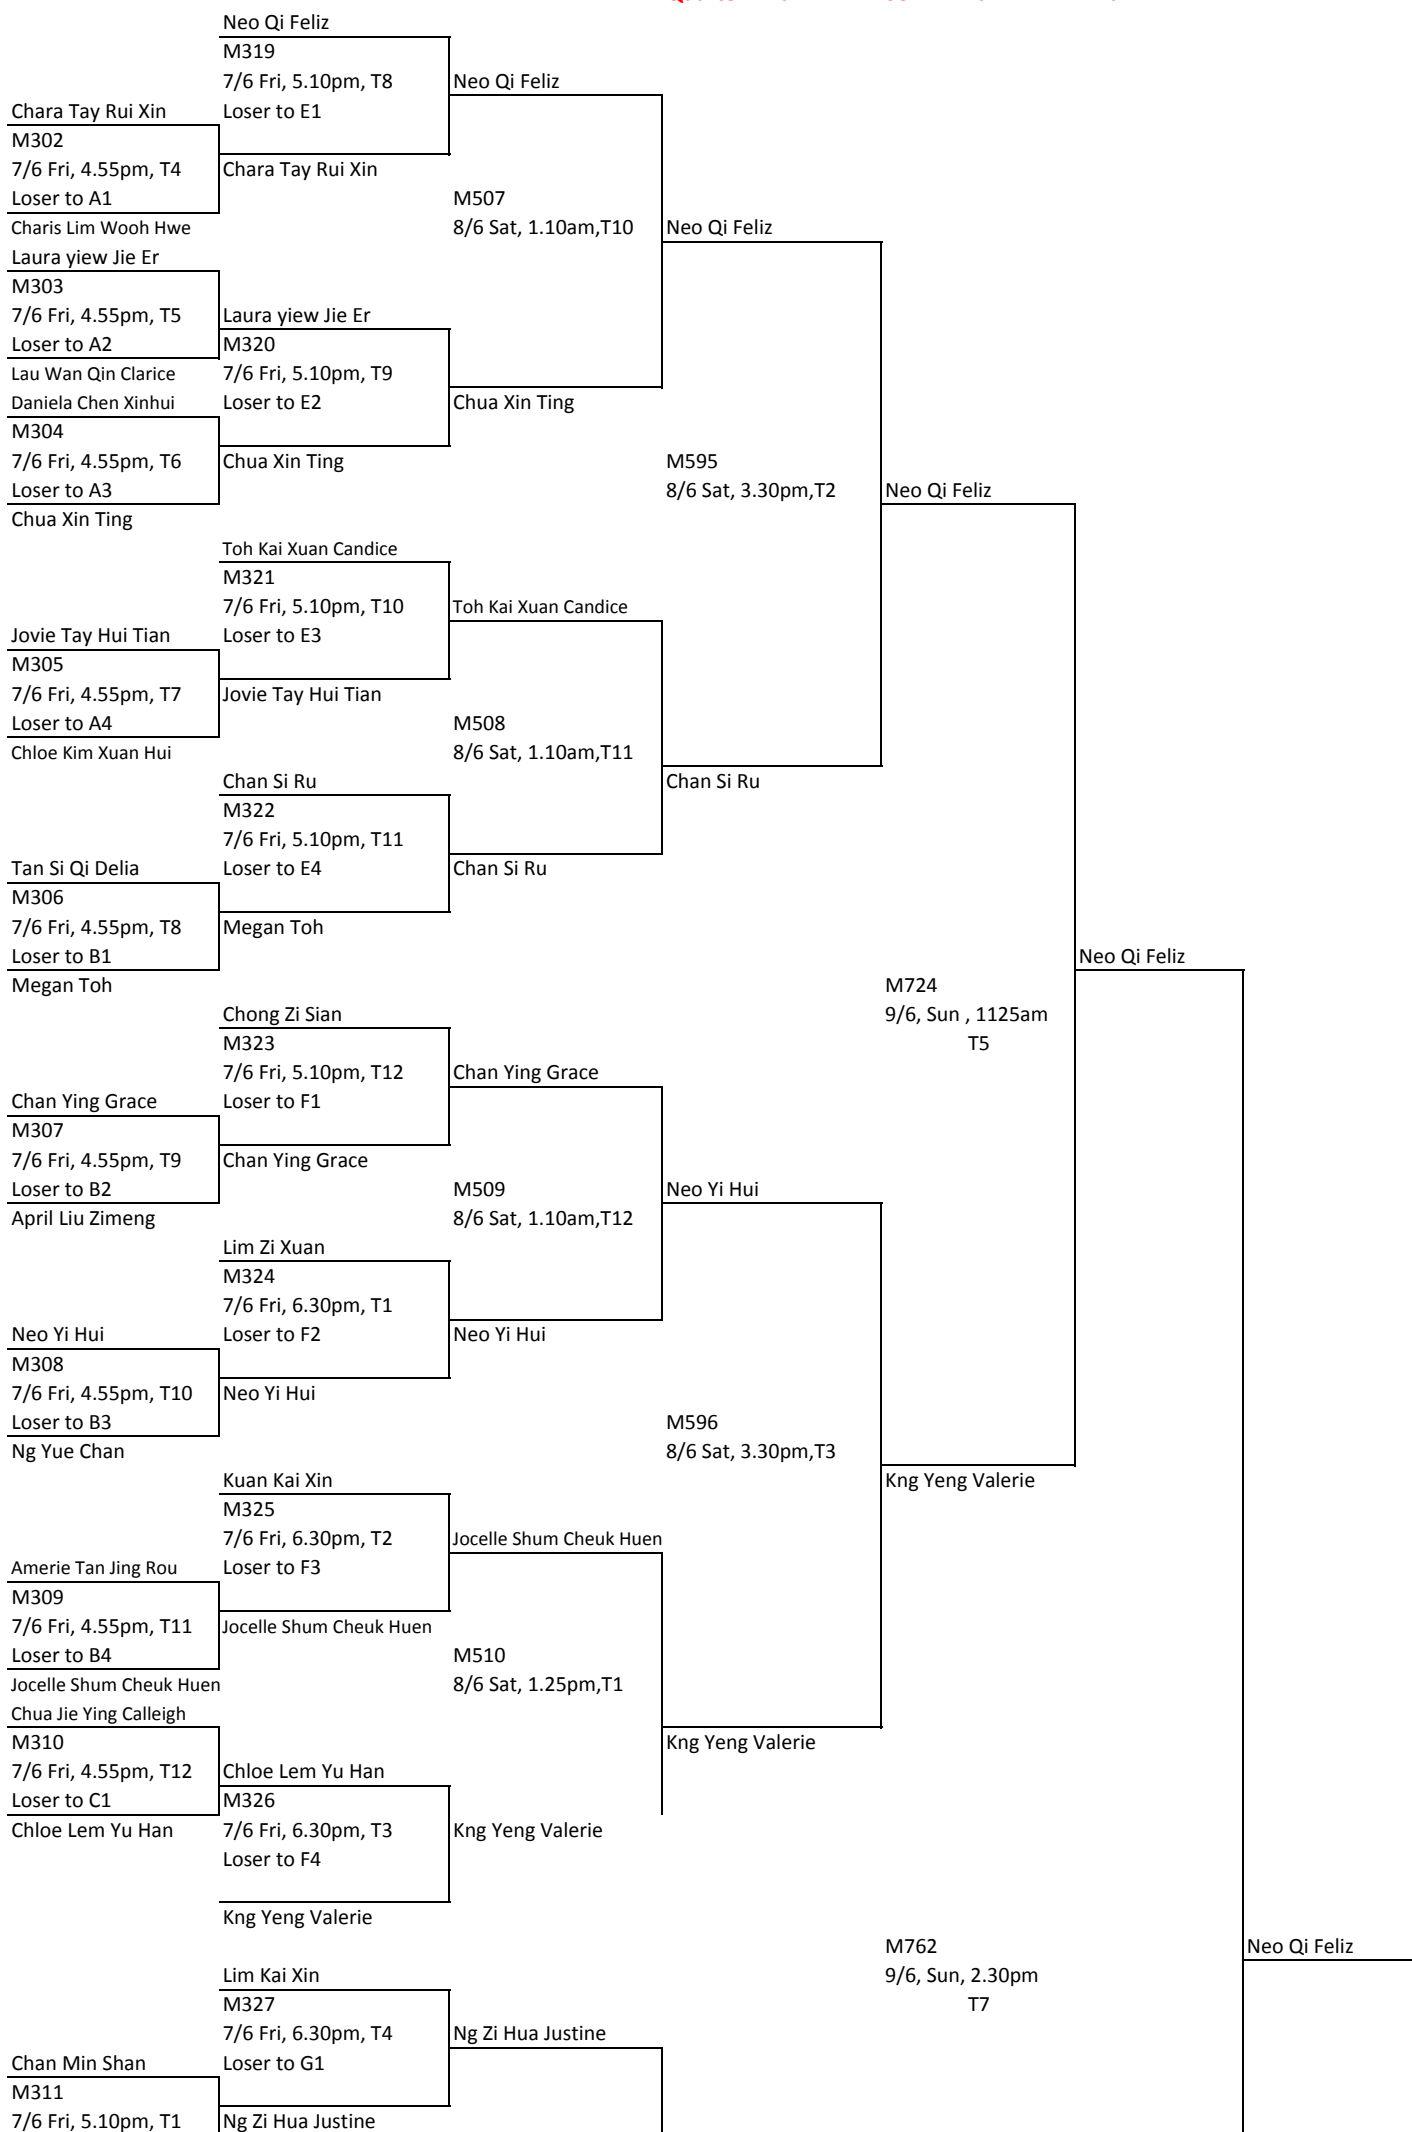 Neo Qi Feliz
M319
7/6 Fri, 5.10pm, T8
Neo Qi Feliz
Chara Tay Rui Xin
Loser to E1
M302
7/6 Fri, 4.55pm, T4
Chara Tay Rui Xin
Loser to A1
M507
Charis Lim Wooh Hwe
8/6 Sat, 1.10am,T10
Neo Qi Feliz
Laura yiew Jie Er
M303
7/6 Fri, 4.55pm, T5
Laura yiew Jie Er
Loser to A2
M320
Lau Wan Qin Clarice
7/6 Fri, 5.10pm, T9
Daniela Chen Xinhui
Loser to E2
Chua Xin Ting
M304
7/6 Fri, 4.55pm, T6
Chua Xin Ting
M595
Loser to A3
8/6 Sat, 3.30pm,T2
Neo Qi Feliz
Chua Xin Ting
Toh Kai Xuan Candice
M321
7/6 Fri, 5.10pm, T10
Toh Kai Xuan Candice
Jovie Tay Hui Tian
Loser to E3
M305
7/6 Fri, 4.55pm, T7
Jovie Tay Hui Tian
Loser to A4
M508
Chloe Kim Xuan Hui
8/6 Sat, 1.10am,T11
Chan Si Ru
Chan Si Ru
M322
7/6 Fri, 5.10pm, T11
Tan Si Qi Delia
Loser to E4
Chan Si Ru
M306
7/6 Fri, 4.55pm, T8
Megan Toh
Loser to B1
Neo Qi Feliz
Megan Toh
M724
Chong Zi Sian
9/6, Sun , 1125am
M323
T5
7/6 Fri, 5.10pm, T12
Chan Ying Grace
Chan Ying Grace
Loser to F1
M307
7/6 Fri, 4.55pm, T9
Chan Ying Grace
Loser to B2
M509
Neo Yi Hui
April Liu Zimeng
8/6 Sat, 1.10am,T12
Lim Zi Xuan
M324
7/6 Fri, 6.30pm, T1
Neo Yi Hui
Loser to F2
Neo Yi Hui
M308
7/6 Fri, 4.55pm, T10
Neo Yi Hui
Loser to B3
M596
Ng Yue Chan
8/6 Sat, 3.30pm,T3
Kuan Kai Xin
Kng Yeng Valerie
M325
7/6 Fri, 6.30pm, T2
Jocelle Shum Cheuk Huen
Amerie Tan Jing Rou
Loser to F3
M309
7/6 Fri, 4.55pm, T11
Jocelle Shum Cheuk Huen
Loser to B4
M510
Jocelle Shum Cheuk Huen
8/6 Sat, 1.25pm,T1
Chua Jie Ying Calleigh
M310
Kng Yeng Valerie
7/6 Fri, 4.55pm, T12
Chloe Lem Yu Han
Loser to C1
M326
Chloe Lem Yu Han
7/6 Fri, 6.30pm, T3
Kng Yeng Valerie
Loser to F4
Kng Yeng Valerie
M762
Neo Qi Feliz
Lim Kai Xin
9/6, Sun, 2.30pm
M327
T7
7/6 Fri, 6.30pm, T4
Ng Zi Hua Justine
Chan Min Shan
Loser to G1
M311
7/6 Fri, 5.10pm, T1
Ng Zi Hua Justine